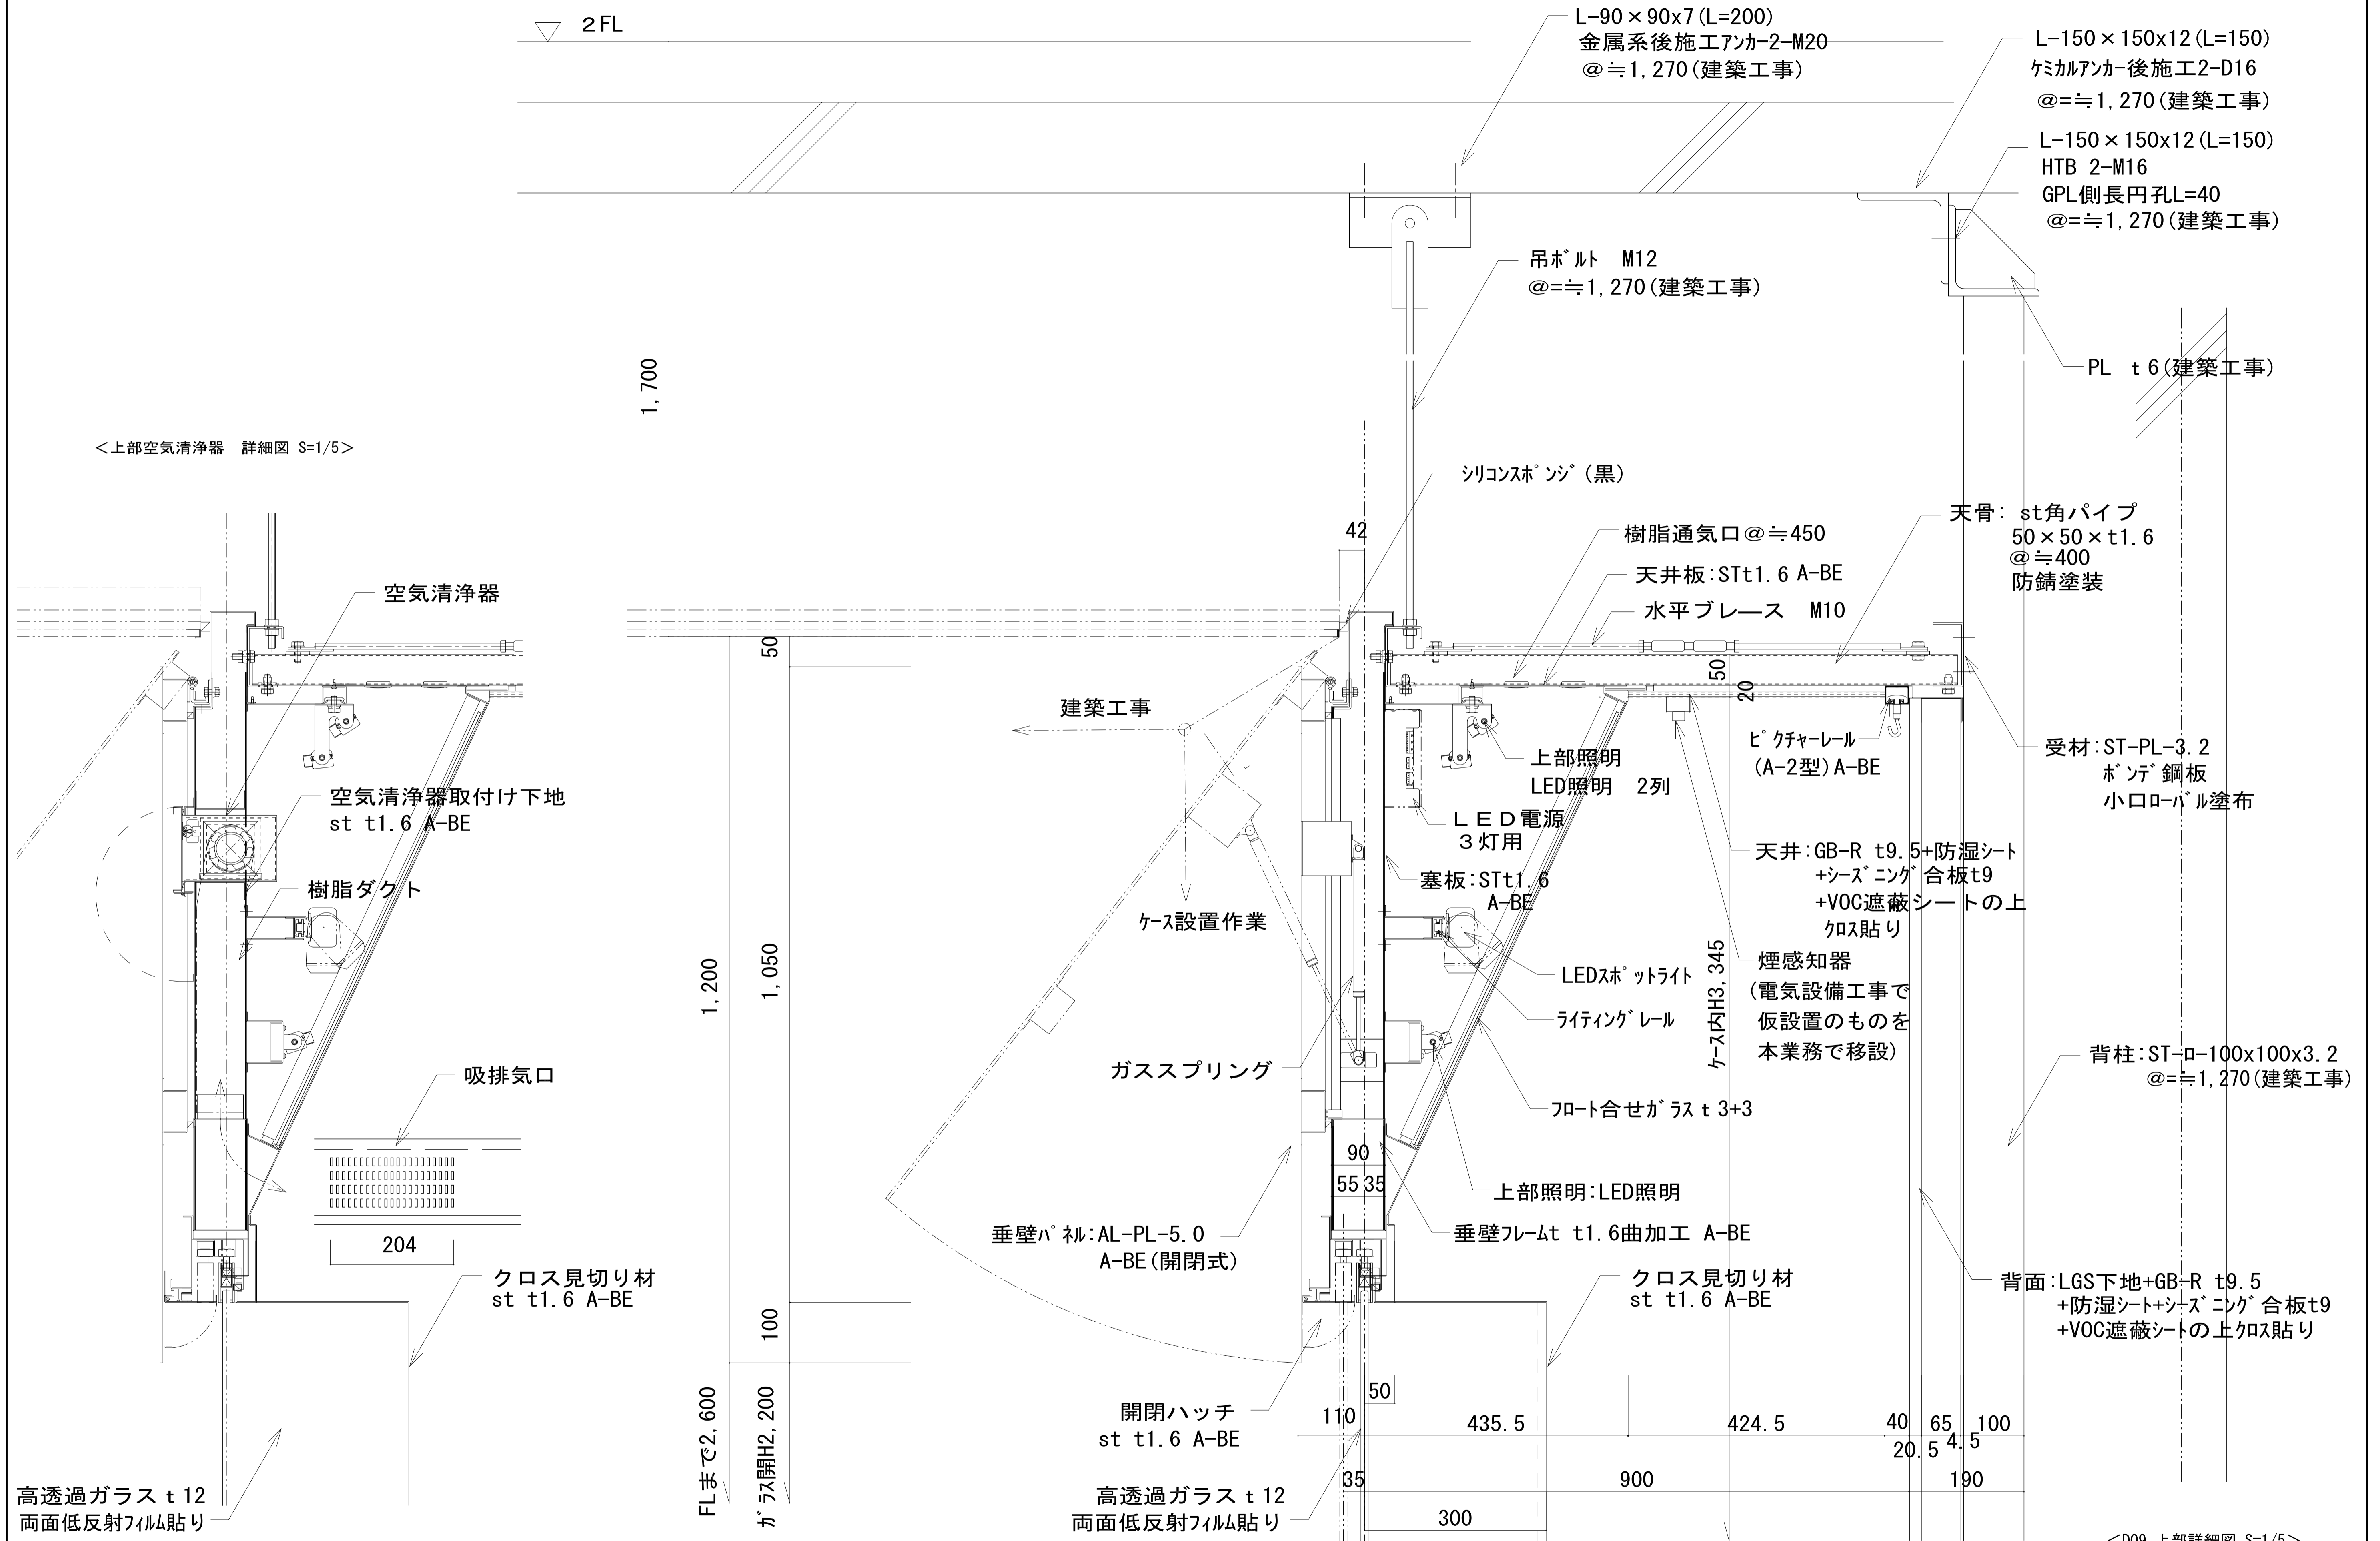 ２FL
L-90×90x7(L=200)
金属系後施工ｱﾝｶｰ2-M20
@≒1,270(建築工事)
L-150×150x12(L=150)
ｹﾐｶﾙｱﾝｶｰ後施工2-D16
@=≒1,270(建築工事)
L-150×150x12(L=150)
HTB 2-M16
GPL側長円孔L=40
@=≒1,270(建築工事)
吊ﾎﾞﾙﾄ　M12
@=≒1,270(建築工事)
PL　t 6(建築工事)
1,700
＜上部空気清浄器　詳細図 S=1/5＞
ｼﾘｺﾝｽﾎﾟﾝｼﾞ(黒)
42
樹脂通気口@≒450
天井板:STt1.6 A-BE
水平ブレース　M10
天骨: st角パイプ
50×50×t1.6
@≒400
防錆塗装
空気清浄器
50
50
20
建築工事
上部照明
LED照明　2列
ﾋﾟｸﾁｬｰﾚｰﾙ
(A-2型)A-BE
受材:ST-PL-3.2
ﾎﾞﾝﾃﾞ鋼板
小口ﾛｰﾊﾞﾙ塗布
空気清浄器取付け下地
st t1.6 A-BE
ＬＥＤ電源
３灯用
天井:GB-R t9.5+防湿ｼｰﾄ
+ｼｰｽﾞﾆﾝｸﾞ合板t9
+VOC遮蔽シートの上
ｸﾛｽ貼り
樹脂ダクト
塞板:STt1.6
A-BE
ｹｰｽ設置作業
1,200
1,050
LEDｽﾎﾟｯﾄﾗｲﾄ
ﾗｲﾃｨﾝｸﾞﾚｰﾙ
ｹｰｽ内H3,345
煙感知器
(電気設備工事で
仮設置のものを
本業務で移設)
背柱:ST-ロ-100x100x3.2
@=≒1,270(建築工事)
吸排気口
ガススプリング
ﾌﾛｰﾄ合せｶﾞﾗｽ t 3+3
90
55
35
上部照明:LED照明
204
垂壁ﾊﾟﾈﾙ:AL-PL-5.0
A-BE(開閉式)
垂壁ﾌﾚｰﾑt t1.6曲加工 A-BE
クロス見切り材
st t1.6 A-BE
クロス見切り材
st t1.6 A-BE
背面:LGS下地+GB-R t9.5
+防湿ｼｰﾄ+ｼｰｽﾞﾆﾝｸﾞ合板t9
+VOC遮蔽ｼｰﾄの上ｸﾛｽ貼り
100
FLまで2,600
ｶﾞﾗｽ開H2,200
開閉ハッチ
st t1.6 A-BE
50
110
435.5
424.5
40
65
100
20.5
4.5
35
900
190
高透過ガラス t 12
両面低反射ﾌｨﾙﾑ貼り
高透過ガラス t 12
両面低反射ﾌｨﾙﾑ貼り
300
＜D09 上部詳細図 S=1/5＞